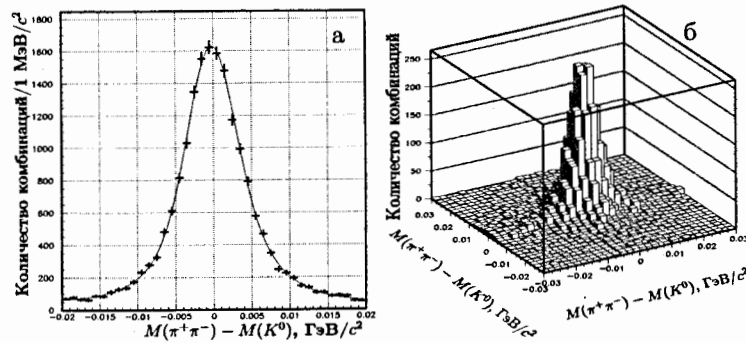 а
Количество комбинаций/1 МэВ/c²
1800
1600
1400
1200
1000
800
600
400
200
0
-0.02 -0.015 -0.01 -0.005 0 0.005 0.01 0.015 0.02
M(π⁺π⁻) − M(K⁰), ГэВ/c²
б
Количество комбинаций
250
200
150
100
50
0
0.03
0.02
0.01
0
-0.01
-0.02
-0.03
M(π⁺π⁻) − M(K⁰), ГэВ/c²
-0.03 -0.02 -0.01 0 0.01 0.02 0.03
M(π⁺π⁻) − M(K⁰), ГэВ/c²